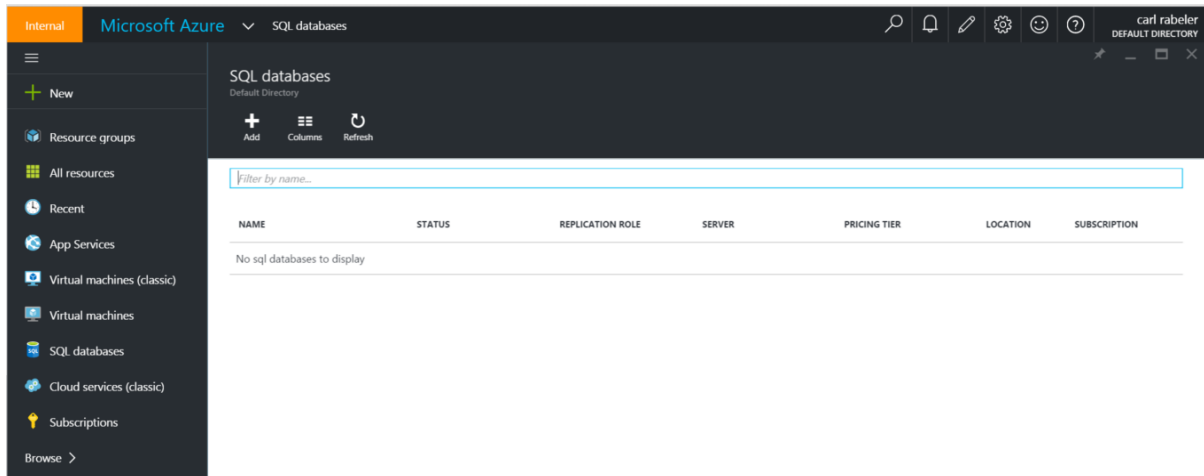 Internal Microsoft Azure SQL databases carl rabeler
DEFAULT DIRECTORY
New
Resource groups
All resources
Recent
App Services
Virtual machines (classic)
Virtual machines
SQL databases
Cloud services (classic)
Subscriptions
Browse >
SQL databases
Default Directory
Add Columns Refresh
Filter by name...
NAME STATUS REPLICATION ROLE SERVER PRICING TIER LOCATION SUBSCRIPTION
No sql databases to display